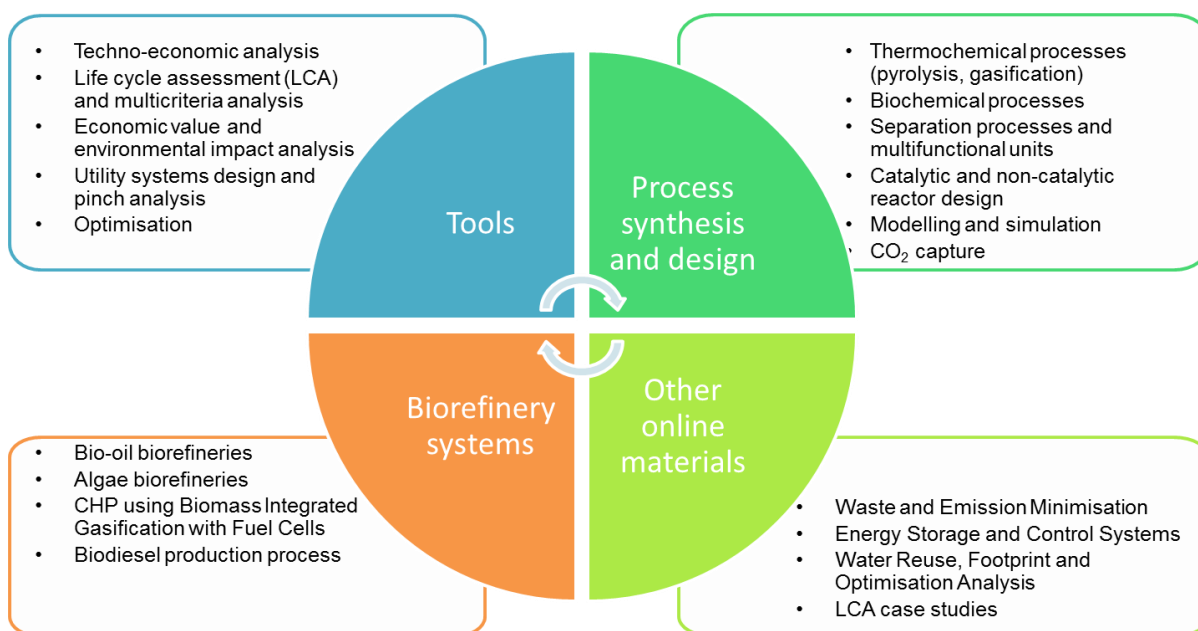 • Techno-economic analysis
• Life cycle assessment (LCA)
and multicriteria analysis
• Economic value and
environmental impact analysis
• Utility systems design and
pinch analysis
• Optimisation
• Thermochemical processes
(pyrolysis, gasification)
• Biochemical processes
• Separation processes and
multifunctional units
• Catalytic and non-catalytic
reactor design
• Modelling and simulation
• CO₂ capture
Tools
Process
synthesis
and design
Biorefinery
systems
Other
online
materials
• Bio-oil biorefineries
• Algae biorefineries
• CHP using Biomass Integrated
Gasification with Fuel Cells
• Biodiesel production process
• Waste and Emission Minimisation
• Energy Storage and Control Systems
• Water Reuse, Footprint and
Optimisation Analysis
• LCA case studies